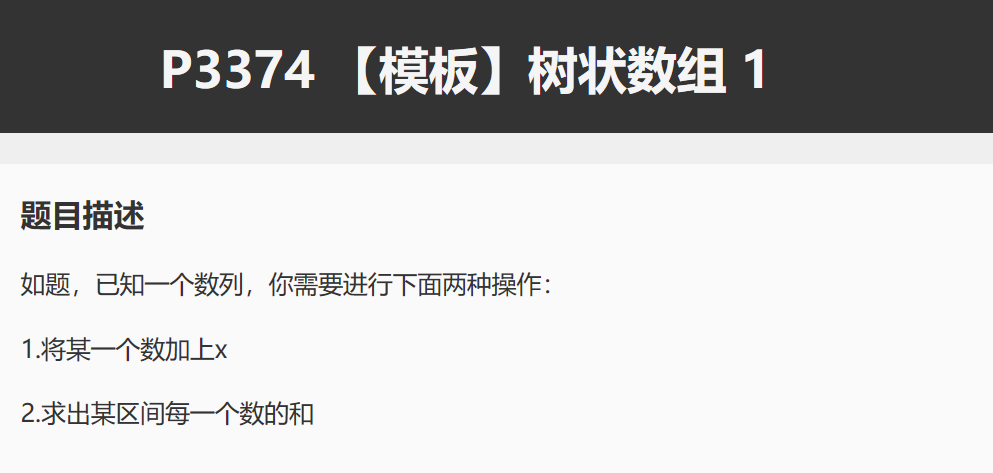 P3374 【模板】树状数组 1
题目描述
如题，已知一个数列，你需要进行下面两种操作：
1.将某一个数加上x
2.求出某区间每一个数的和